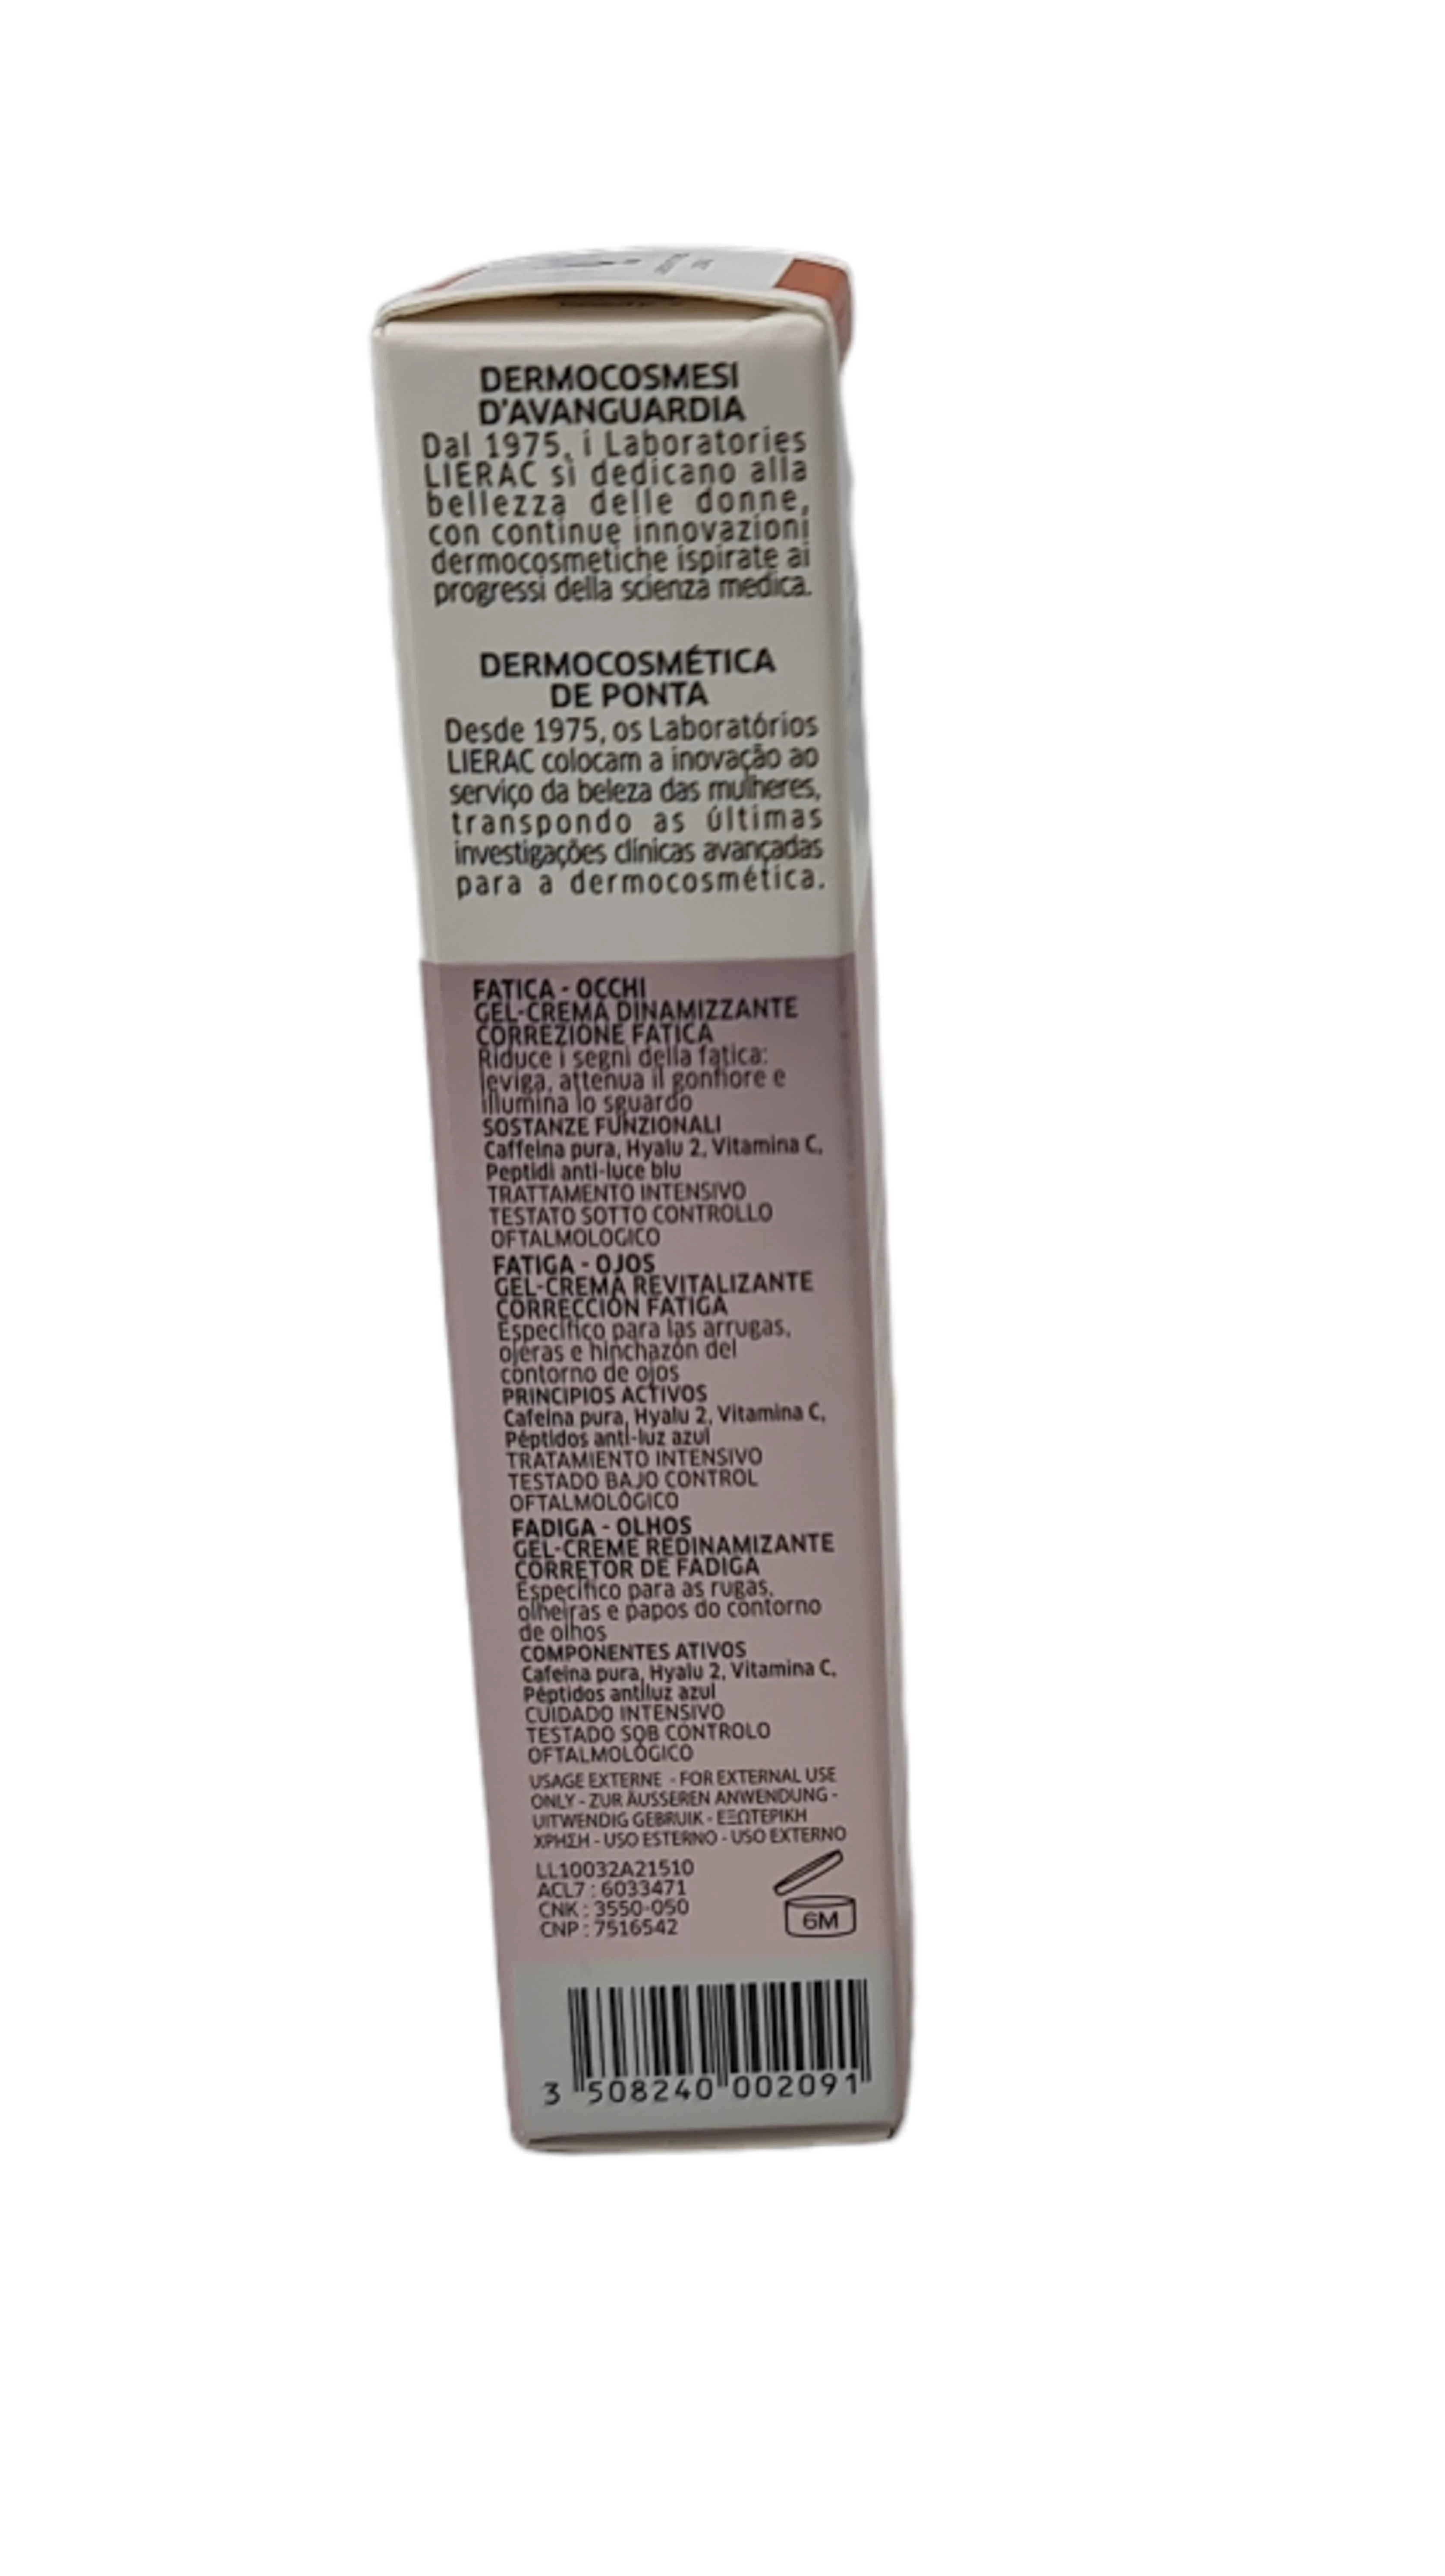 DERMOCOSMESI
D'AVANGUARDIA
Dal 1975, i Laboratories
LIERAC si dedicano alla
bellezza delle donne,
con continue innovazioni
dermocosmetiche ispirate ai
progressi della scienza medica.
DERMOCOSMÉTICA
DE PONTA
Desde 1975, os Laboratórios
LIERAC colocam a inovação ao
serviço da beleza das mulheres,
transpondo as últimas
investigações clínicas avançadas
para a dermocosmética.
FATICA - OCCHI
GEL-CREMA DINAMIZZANTE
CORREZIONE FATICA
Riduce i segni della fatica:
leviga, attenua il gonfiore e
illumina lo sguardo
SOSTANZE FUNZIONALI
Caffeina pura, Hyalu 2, Vitamina C,
Peptidi anti-luce blu
TRATTAMENTO INTENSIVO
TESTATO SOTTO CONTROLLO
OFTALMOLOGICO
FATIGA - OJOS
GEL-CREMA REVITALIZANTE
CORRECCIÓN FATIGA
Específico para las arrugas,
ojeras e hinchazón del
contorno de ojos
PRINCIPIOS ACTIVOS
Cafeína pura, Hyalu 2, Vitamina C,
Péptidos anti-luz azul
TRATAMIENTO INTENSIVO
TESTADO BAJO CONTROL
OFTALMOLÓGICO
FADIGA - OLHOS
GEL-CREME REDINAMIZANTE
CORRETOR DE FADIGA
Específico para as rugas,
olheiras e papos do contorno
de olhos
COMPONENTES ATIVOS
Cafeína pura, Hyalu 2, Vitamina C,
Péptidos antiluz azul
CUIDADO INTENSIVO
TESTADO SOB CONTROLO
OFTALMOLÓGICO
USAGE EXTERNE - FOR EXTERNAL USE
ONLY - ZUR ÄUSSEREN ANWENDUNG -
UITWENDIG GEBRUIK - ΕΞΩΤΕΡΙΚΗ
ΧΡΗΣΗ - USO ESTERNO - USO EXTERNO
LL10032A21510
ACL7 : 6033471
CNK : 3550-050
CNP : 7516542
6M
3 508240 002091